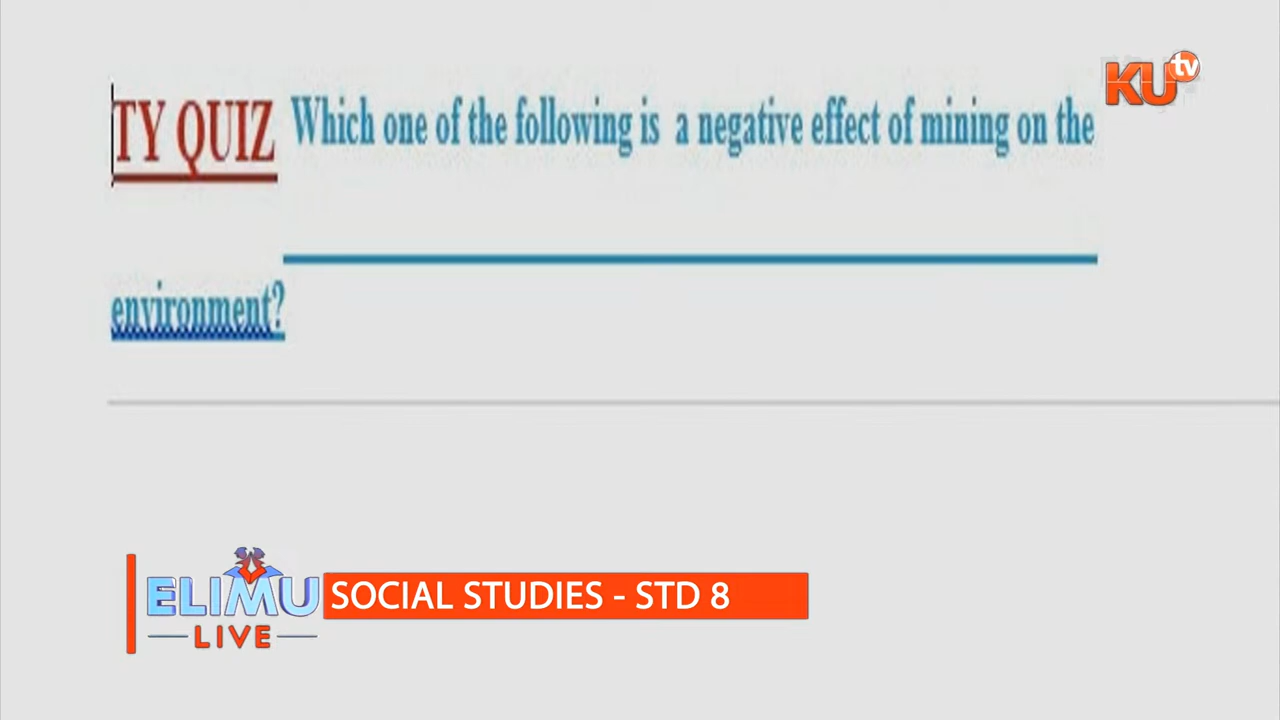 KU tv
TY QUIZ Which one of the following is a negative effect of mining on the
environment?
ELIMU
LIVE
SOCIAL STUDIES - STD 8